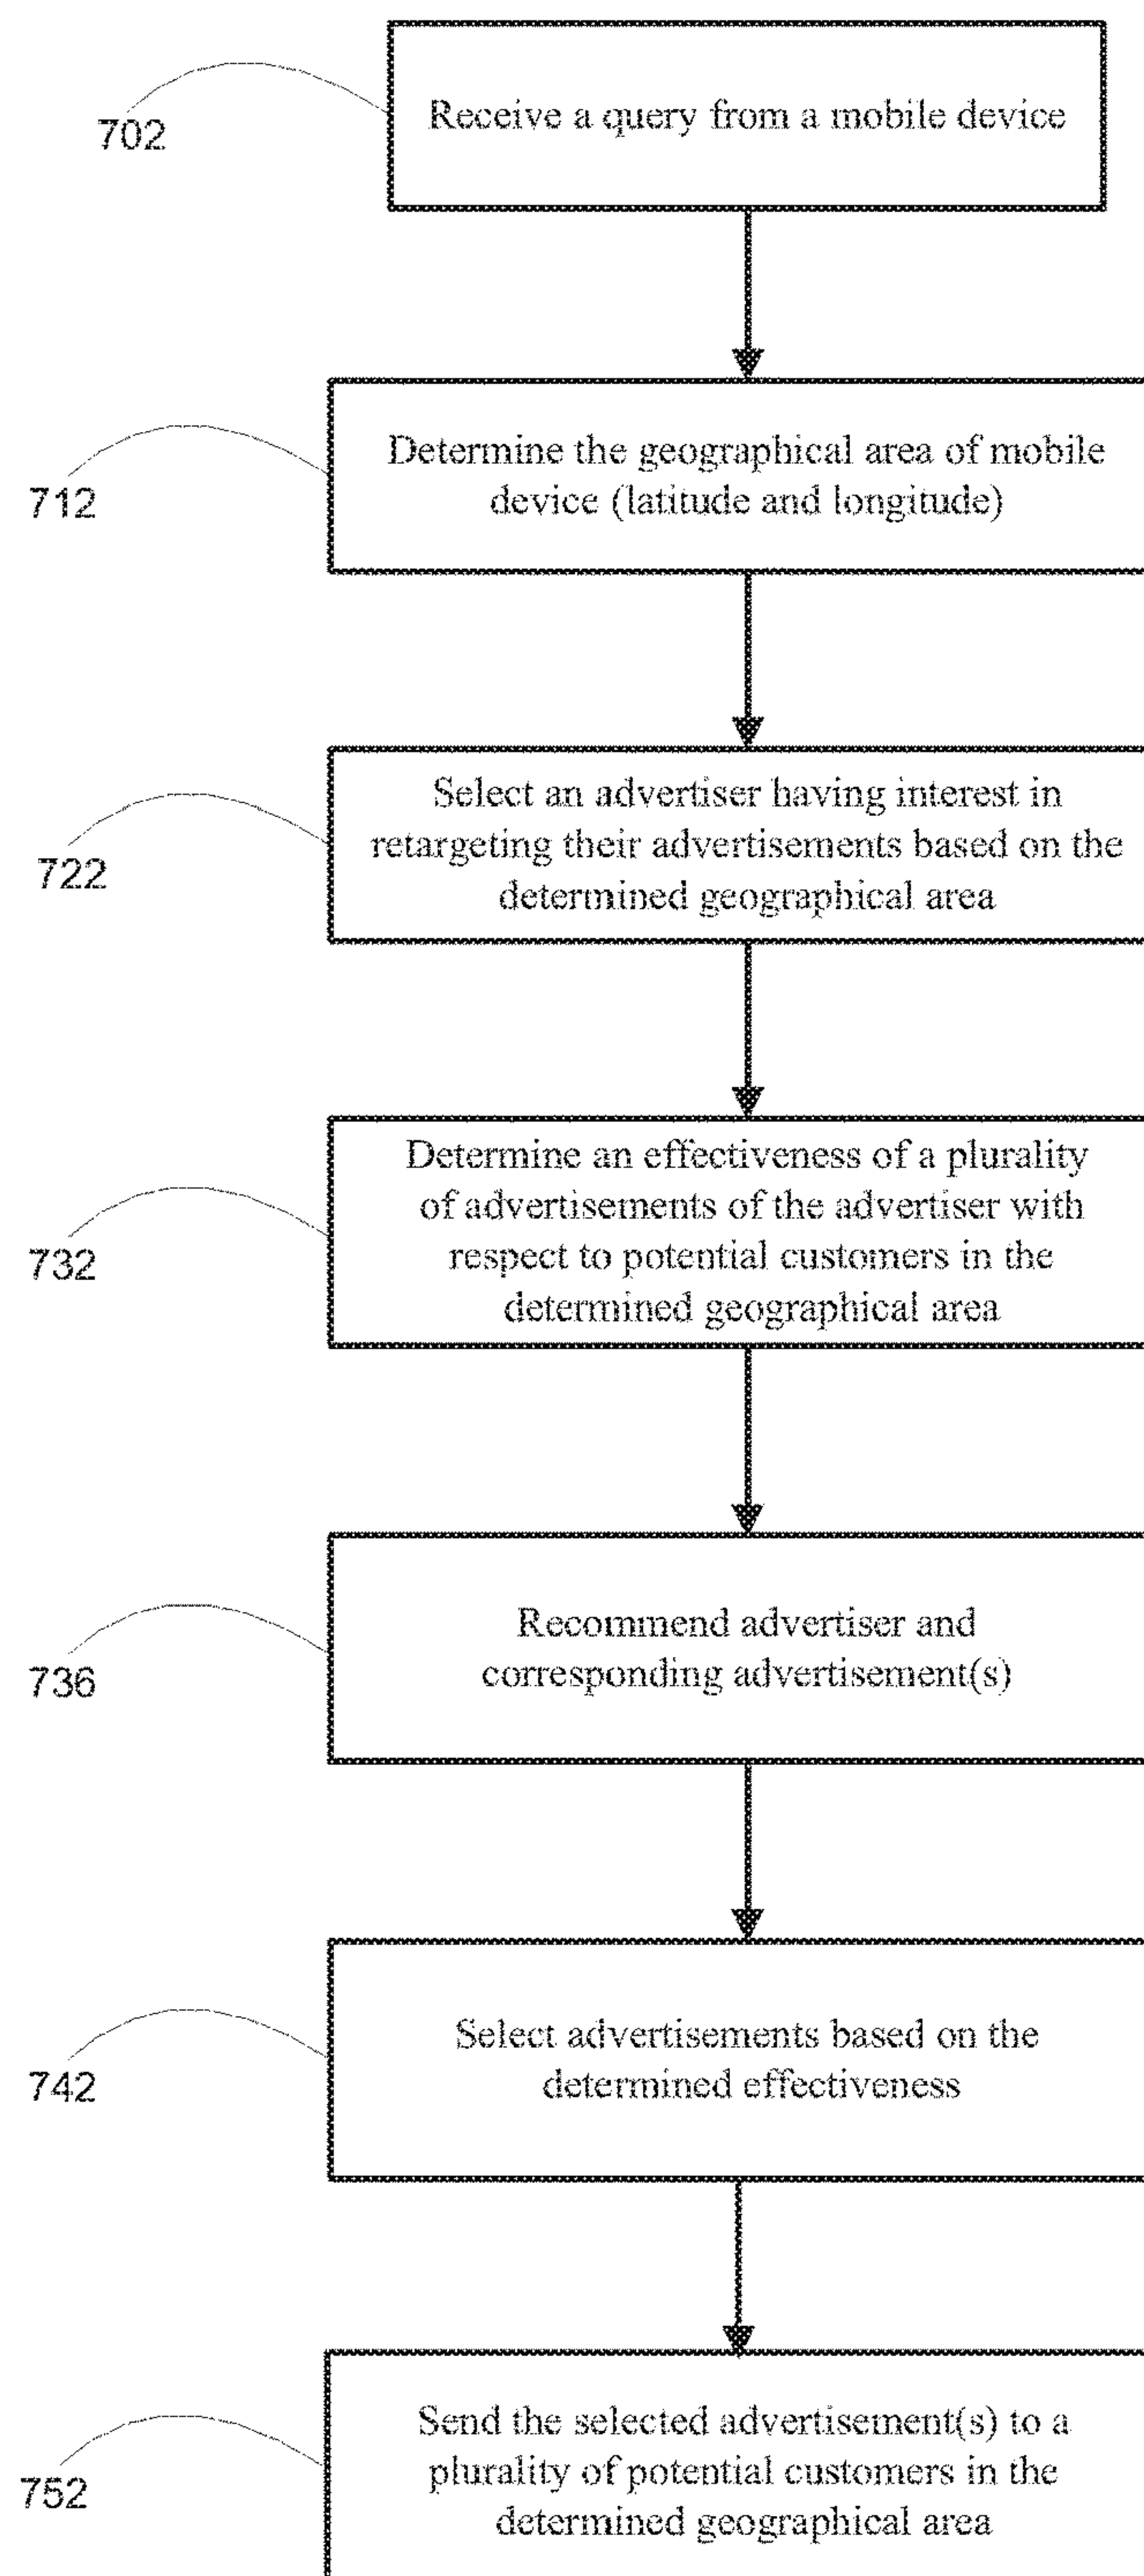 Receive a query from a mobile device
702
Determine the geographical area of mobile
device (latitude and longitude)
712
Select an advertiser having interest in
retargeting their advertisements based on the
determined geographical area
722
Determine an effectiveness of a plurality
of advertisements of the advertiser with
respect to potential customers in the
determined geographical area
732
Recommend advertiser and
corresponding advertisement(s)
736
Select advertisements based on the
determined effectiveness
742
Send the selected advertisement(s) to a
plurality of potential customers in the
determined geographical area
752